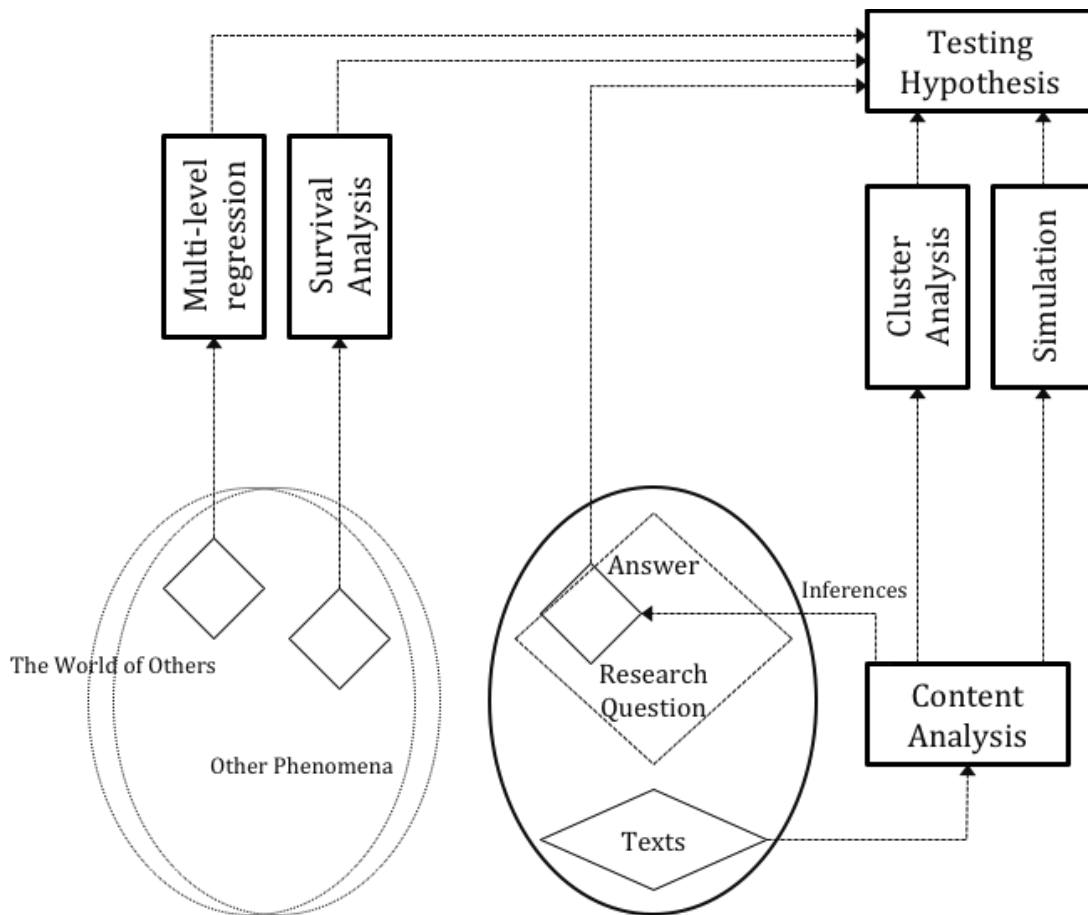 Testing
Hypothesis
Multi-level
regression
Survival
Analysis
Cluster
Analysis
Simulation
Answer
Inferences
The World of Others
Research
Question
Content
Analysis
Other Phenomena
Texts